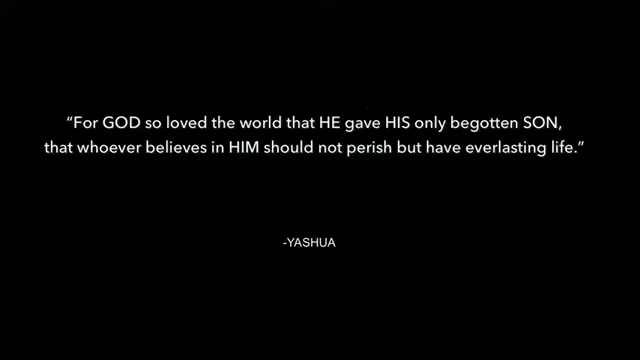 “For GOD so loved the world that HE gave HIS only begotten SON,
that whoever believes in HIM should not perish but have everlasting life.”
-YASHUA